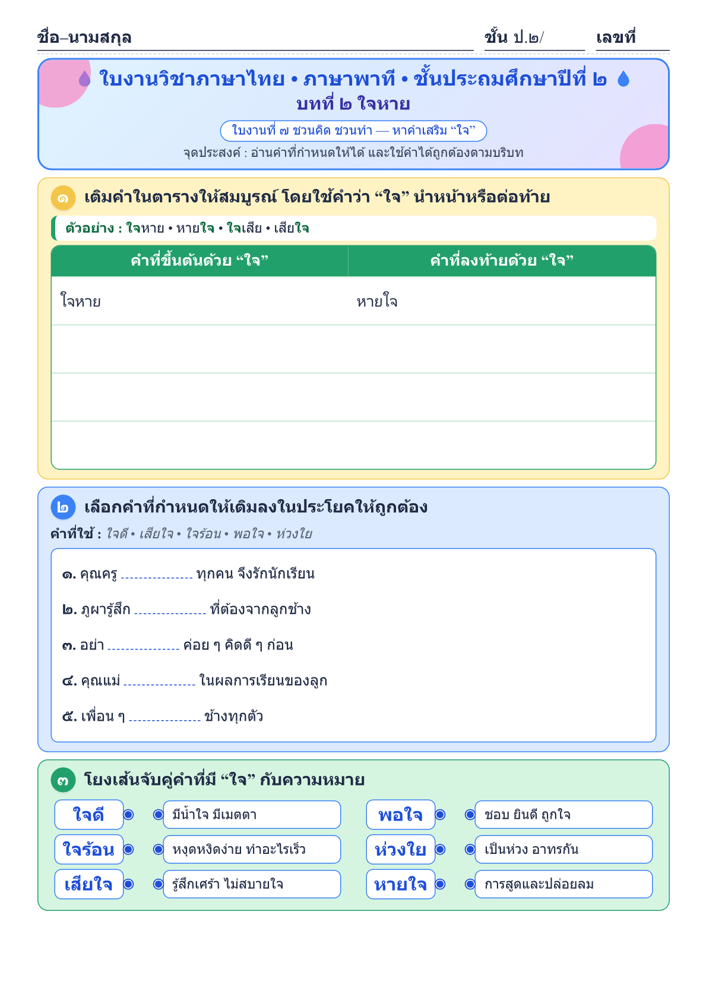 ชื่อ–นามสกุล ชั้น ป.๒/ เลขที่
ใบงานวิชาภาษาไทย • ภาษาพาที • ชั้นประถมศึกษาปีที่ ๒
บทที่ ๒ ใจหาย
ใบงานที่ ๗ ชวนคิด ชวนทำ — หาคำเสริม “ใจ”
จุดประสงค์ : อ่านคำที่กำหนดให้ได้ และใช้คำได้ถูกต้องตามบริบท
๑ เติมคำในตารางให้สมบูรณ์ โดยใช้คำว่า “ใจ” นำหน้าหรือต่อท้าย
ตัวอย่าง : ใจหาย • หายใจ • ใจเสีย • เสียใจ
คำที่ขึ้นต้นด้วย “ใจ” คำที่ลงท้ายด้วย “ใจ”
ใจหาย หายใจ
๒ เลือกคำที่กำหนดให้เติมลงในประโยคให้ถูกต้อง
คำที่ใช้ : ใจดี • เสียใจ • ใจร้อน • พอใจ • ห่วงใย
๑. คุณครู ทุกคน จึงรักนักเรียน
๒. ภูผารู้สึก ที่ต้องจากลูกช้าง
๓. อย่า ค่อย ๆ คิดดี ๆ ก่อน
๔. คุณแม่ ในผลการเรียนของลูก
๕. เพื่อน ๆ ช้างทุกตัว
๓ โยงเส้นจับคู่คำที่มี “ใจ” กับความหมาย
ใจดี มีน้ำใจ มีเมตตา พอใจ ชอบ ยินดี ถูกใจ
ใจร้อน หงุดหงิดง่าย ทำอะไรเร็ว ห่วงใย เป็นห่วง อาทรกัน
เสียใจ รู้สึกเศร้า ไม่สบายใจ หายใจ การสูดและปล่อยลม